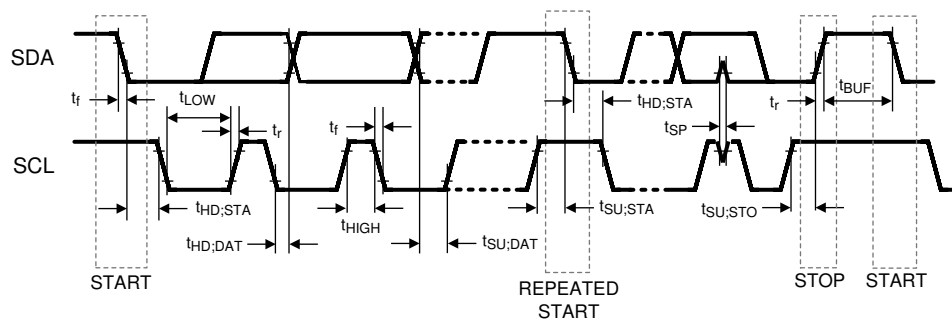 SDA
t_f
t_LOW
t_r
t_f
t_HD;STA
t_SP
t_r
t_BUF
SCL
t_HD;STA
t_HD;DAT
t_HIGH
t_SU;DAT
t_SU;STA
t_SU;STO
START
REPEATED
START
STOP
START